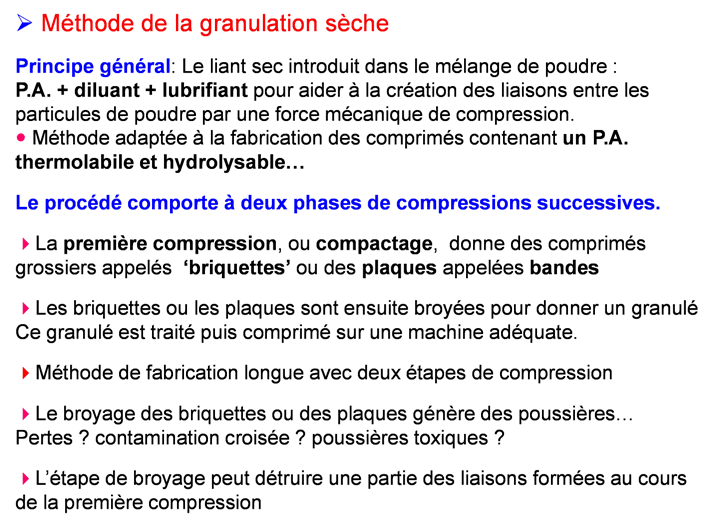 ➢ Méthode de la granulation sèche
Principe général: Le liant sec introduit dans le mélange de poudre :
P.A. + diluant + lubrifiant pour aider à la création des liaisons entre les
particules de poudre par une force mécanique de compression.
• Méthode adaptée à la fabrication des comprimés contenant un P.A.
thermolabile et hydrolysable…
Le procédé comporte à deux phases de compressions successives.
La première compression, ou compactage, donne des comprimés
grossiers appelés ‘briquettes’ ou des plaques appelées bandes
Les briquettes ou les plaques sont ensuite broyées pour donner un granulé
Ce granulé est traité puis comprimé sur une machine adéquate.
Méthode de fabrication longue avec deux étapes de compression
Le broyage des briquettes ou des plaques génère des poussières…
Pertes ? contamination croisée ? poussières toxiques ?
L’étape de broyage peut détruire une partie des liaisons formées au cours
de la première compression